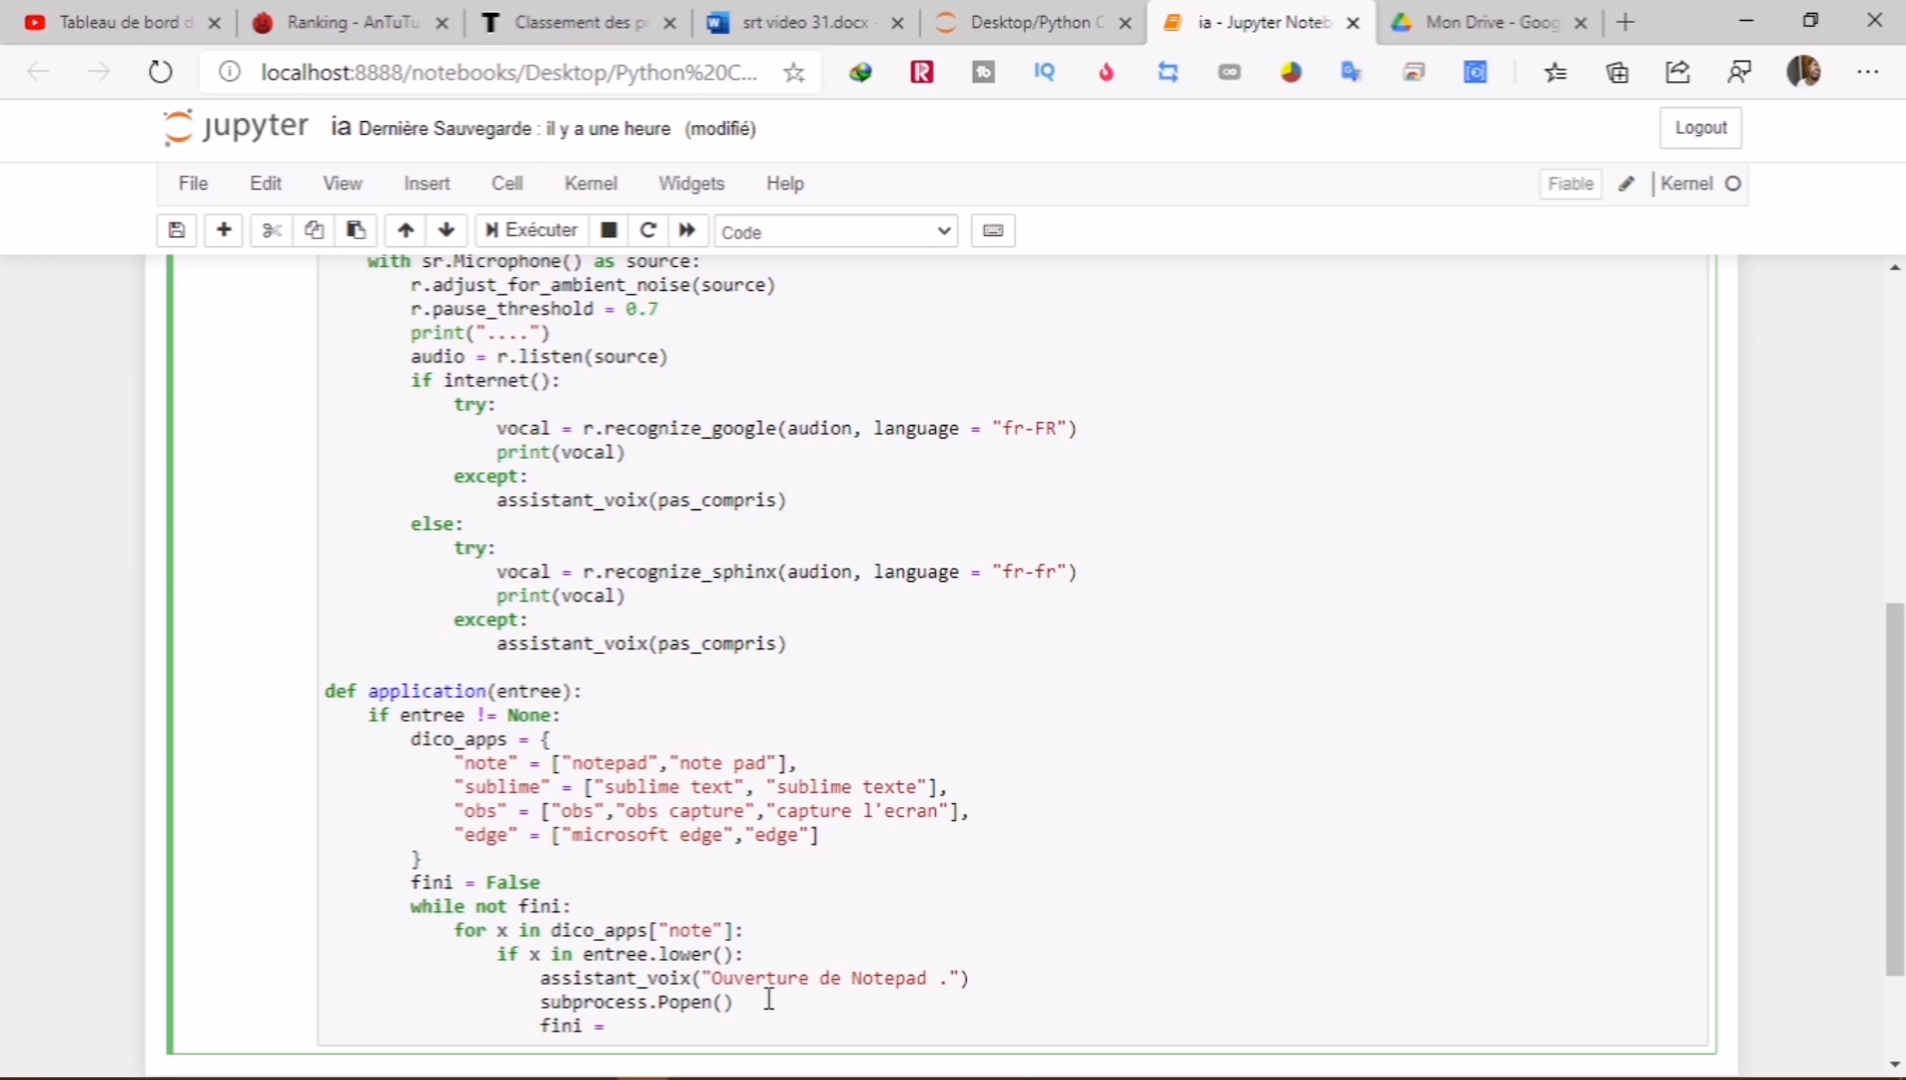 Tableau de bord d
Ranking - AnTuTu
Classement des p
srt video 31.docx -
Desktop/Python C
ia - Jupyter Noteb
Mon Drive - Goog
localhost:8888/notebooks/Desktop/Python%20C...
jupyter ia Dernière Sauvegarde : il y a une heure (modifié)
Logout
File Edit View Insert Cell Kernel Widgets Help
Fiable
Kernel
Exécuter
Code
with sr.Microphone() as source:
r.adjust_for_ambient_noise(source)
r.pause_threshold = 0.7
print("....")
audio = r.listen(source)
if internet():
try:
vocal = r.recognize_google(audion, language = "fr-FR")
print(vocal)
except:
assistant_voix(pas_compris)
else:
try:
vocal = r.recognize_sphinx(audion, language = "fr-fr")
print(vocal)
except:
assistant_voix(pas_compris)
def application(entree):
if entree != None:
dico_apps = {
"note" = ["notepad","note pad"],
"sublime" = ["sublime text", "sublime texte"],
"obs" = ["obs","obs capture","capture l'ecran"],
"edge" = ["microsoft edge","edge"]
}
fini = False
while not fini:
for x in dico_apps["note"]:
if x in entree.lower():
assistant_voix("Ouverture de Notepad .")
subprocess.Popen()
fini =